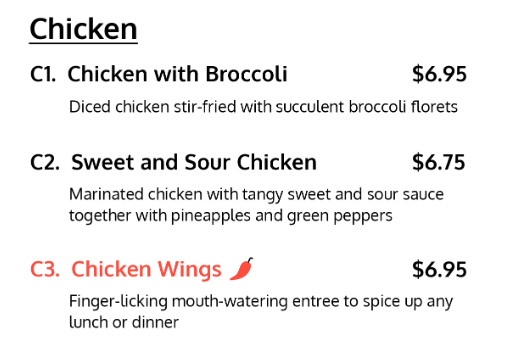 Chicken
C1. Chicken with Broccoli $6.95
Diced chicken stir-fried with succulent broccoli florets
C2. Sweet and Sour Chicken $6.75
Marinated chicken with tangy sweet and sour sauce
together with pineapples and green peppers
C3. Chicken Wings $6.95
Finger-licking mouth-watering entree to spice up any
lunch or dinner